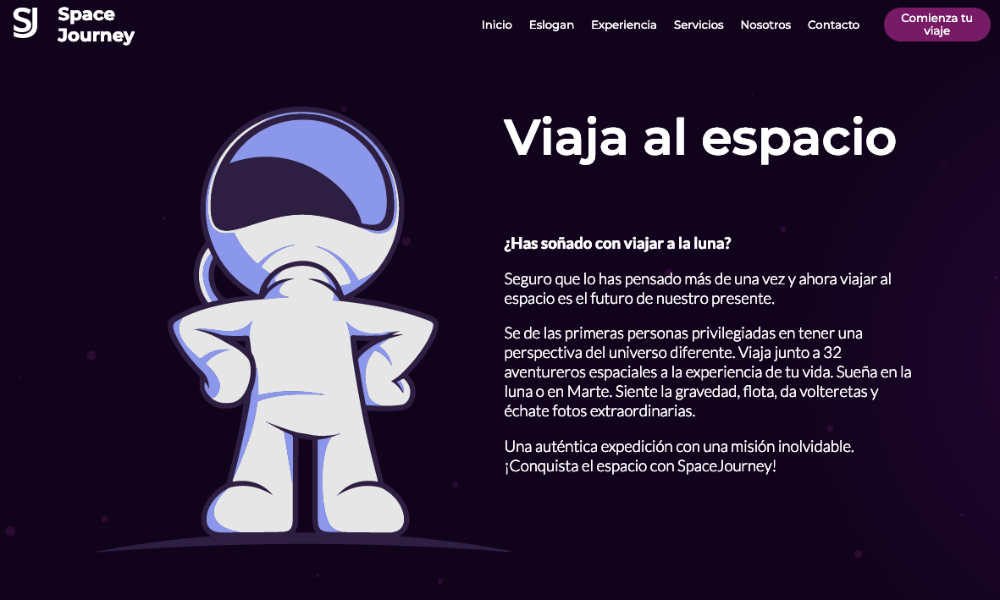 SJ
Space
Journey
Inicio Eslogan Experiencia Servicios Nosotros Contacto
Comienza tu
viaje
Viaja al espacio
¿Has soñado con viajar a la luna?
Seguro que lo has pensado más de una vez y ahora viajar al
espacio es el futuro de nuestro presente.
Se de las primeras personas privilegiadas en tener una
perspectiva del universo diferente. Viaja junto a 32
aventureros espaciales a la experiencia de tu vida. Sueña en la
luna o en Marte. Siente la gravedad, flota, da volteretas y
échate fotos extraordinarias.
Una auténtica expedición con una misión inolvidable.
¡Conquista el espacio con SpaceJourney!